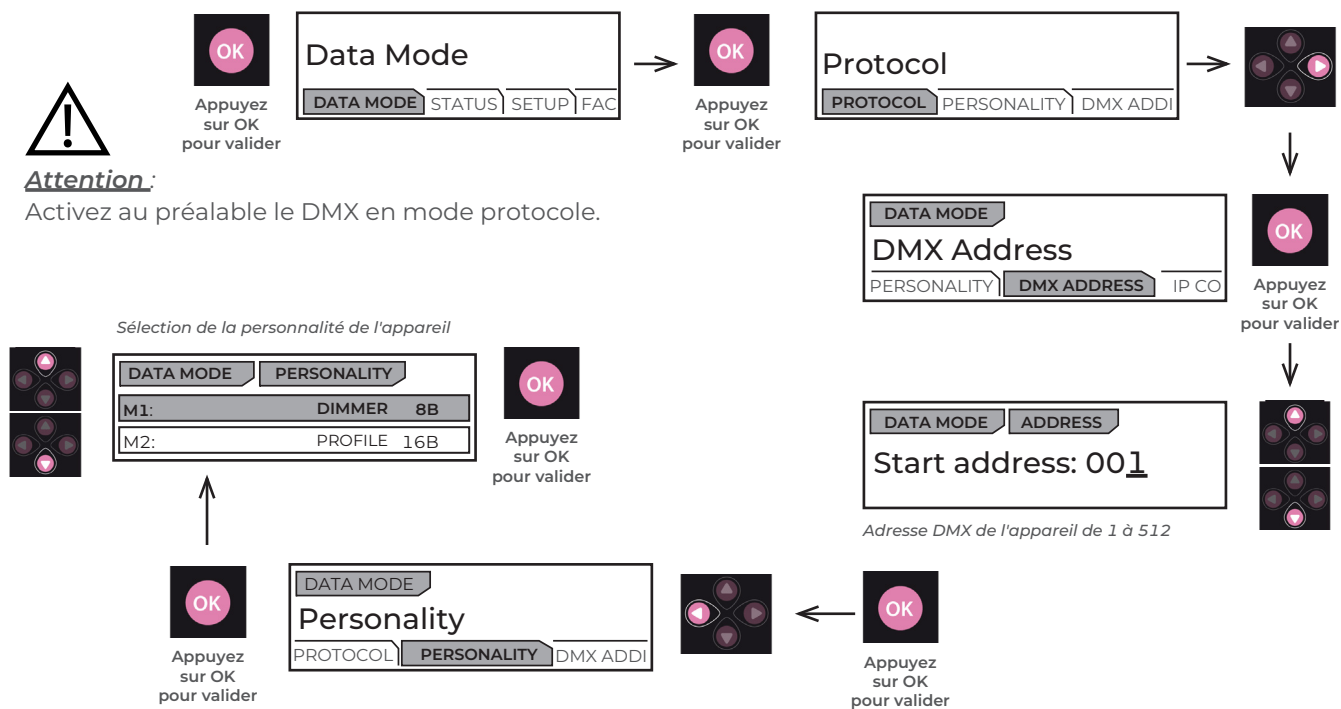 OK
Appuyez
sur OK
pour valider
Data Mode
DATA MODE STATUS SETUP FAC
OK
Appuyez
sur OK
pour valider
Protocol
PROTOCOL PERSONALITY DMX ADDI
Attention :
Activez au préalable le DMX en mode protocole.
DATA MODE
DMX Address
PERSONALITY DMX ADDRESS IP CO
OK
Appuyez
sur OK
pour valider
DATA MODE ADDRESS
Start address: 001
Adresse DMX de l'appareil de 1 à 512
OK
Appuyez
sur OK
pour valider
DATA MODE
Personality
PROTOCOL PERSONALITY DMX ADDI
OK
Appuyez
sur OK
pour valider
Sélection de la personnalité de l'appareil
DATA MODE PERSONALITY
M1: DIMMER 8B
M2: PROFILE 16B
OK
Appuyez
sur OK
pour valider